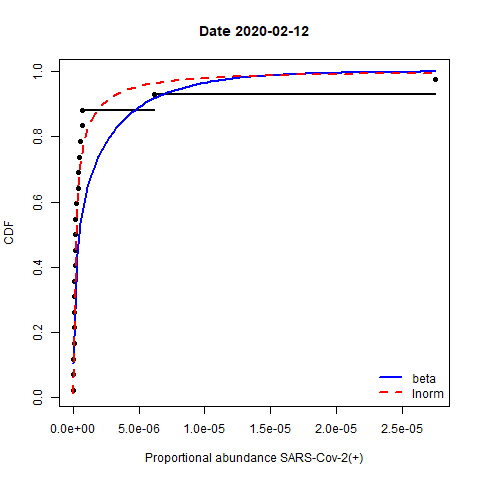 Date 2020-02-12
CDF
1.0
0.8
0.6
0.4
0.2
0.0
beta
lnorm
0.0e+00 5.0e-06 1.0e-05 1.5e-05 2.0e-05 2.5e-05
Proportional abundance SARS-Cov-2(+)